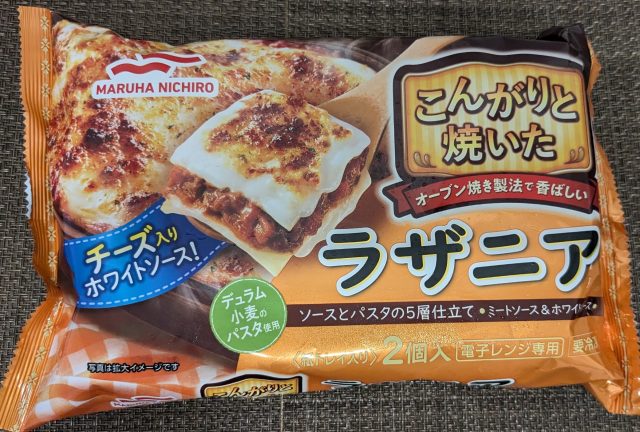 MARUHA NICHIRO
こんがりと
焼いた
オーブン焼き製法で香ばしい
チーズ入り
ホワイトソース!
ラザニア
デュラム
小麦の
パスタ使用
ソースとパスタの5層仕立て・ミートソース&ホワイトソース
2個入 電子レンジ専用
写真は拡大イメージです
こんがりと